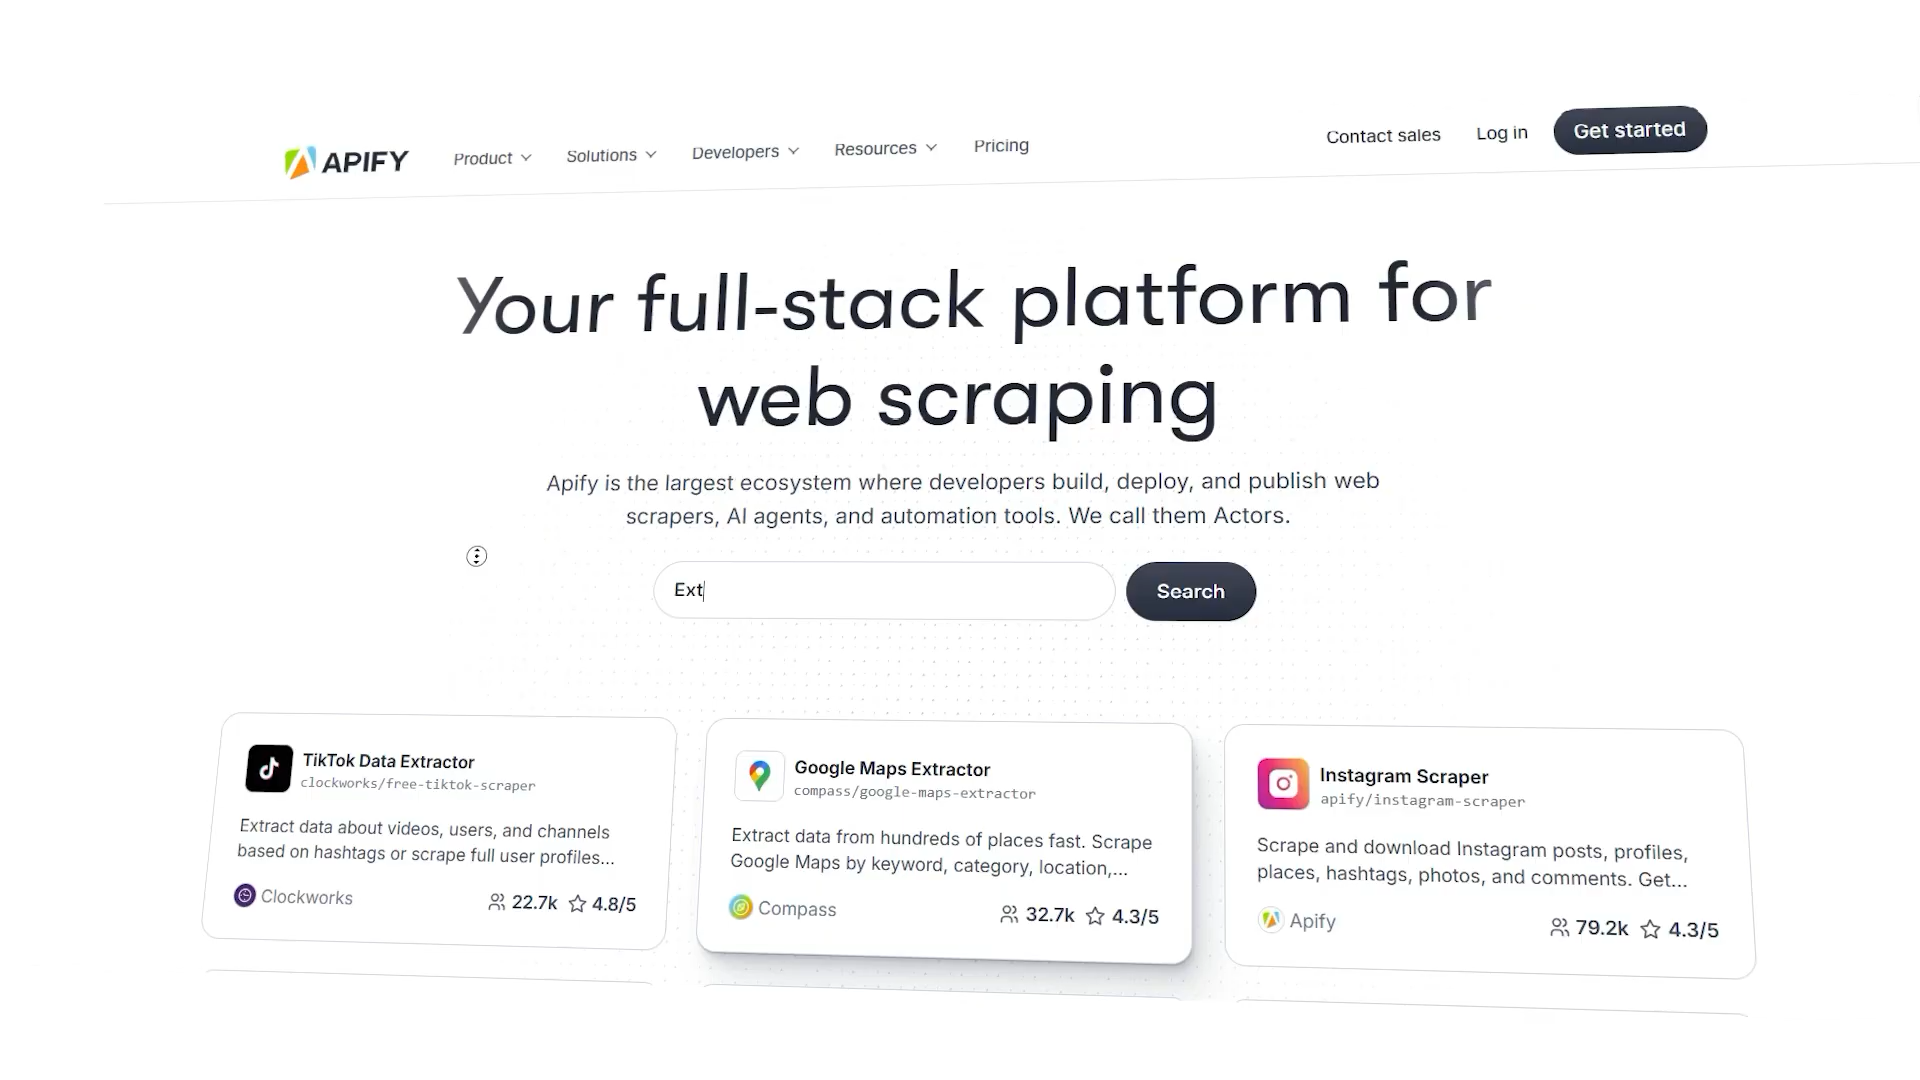 APIFY
Product
Solutions
Developers
Resources
Pricing
Contact sales
Log in
Get started
Your full-stack platform for
web scraping
Apify is the largest ecosystem where developers build, deploy, and publish web
scrapers, AI agents, and automation tools. We call them Actors.
Ext
Search
TikTok Data Extractor
clockworks/free-tiktok-scraper
Extract data about videos, users, and channels
based on hashtags or scrape full user profiles...
Clockworks
22.7k
4.8/5
Google Maps Extractor
compass/google-maps-extractor
Extract data from hundreds of places fast. Scrape
Google Maps by keyword, category, location,...
Compass
32.7k
4.3/5
Instagram Scraper
apify/instagram-scraper
Scrape and download Instagram posts, profiles,
places, hashtags, photos, and comments. Get...
Apify
79.2k
4.3/5